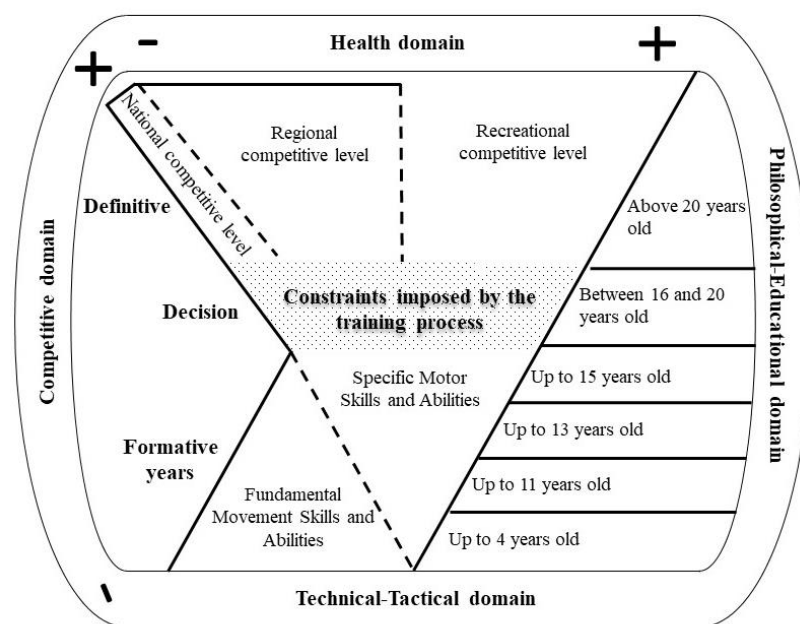 Health domain
+
-
+
National competitive level
Regional
competitive level
Recreational
competitive level
Definitive
Above 20 years
old
Competitive domain
Philosophical-Educational domain
Decision
Constraints imposed by the
training process
Between 16 and 20
years old
Specific Motor
Skills and Abilities
Up to 15 years old
Formative
years
Up to 13 years old
Fundamental
Movement Skills and
Abilities
Up to 11 years old
Up to 4 years old
-
Technical-Tactical domain